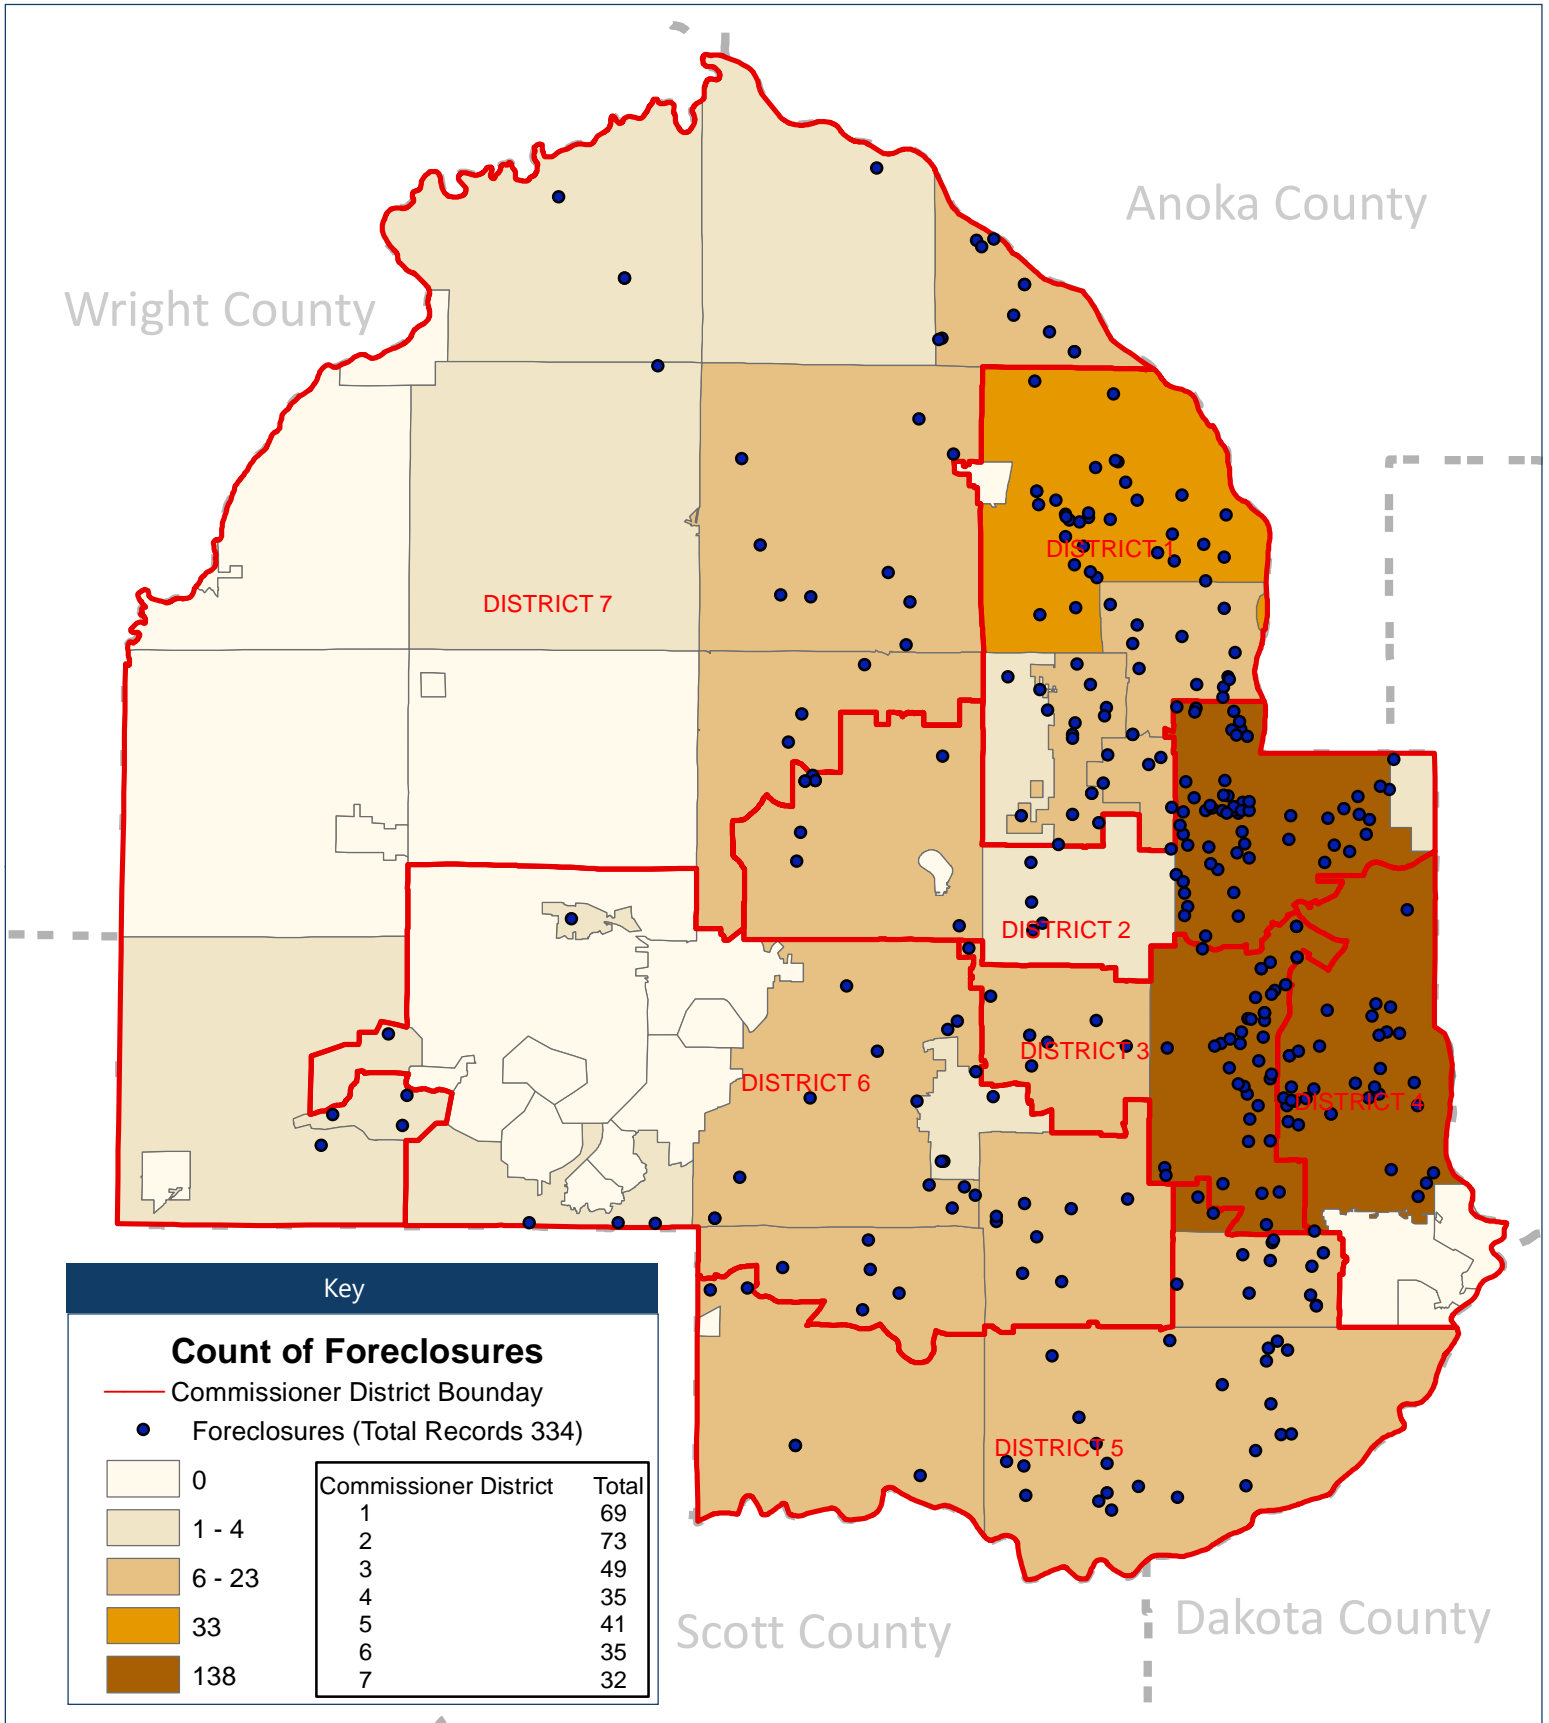 Anoka County
Wright County
DISTRICT 1
DISTRICT 7
DISTRICT 2
DISTRICT 3
DISTRICT 6
DISTRICT 4
Key
Count of Foreclosures
Commissioner District Bounday
Foreclosures (Total Records 334)
0
1 - 4
6 - 23
33
138
Commissioner District Total
1 69
2 73
3 49
4 35
5 41
6 35
7 32
DISTRICT 5
Scott County
Dakota County